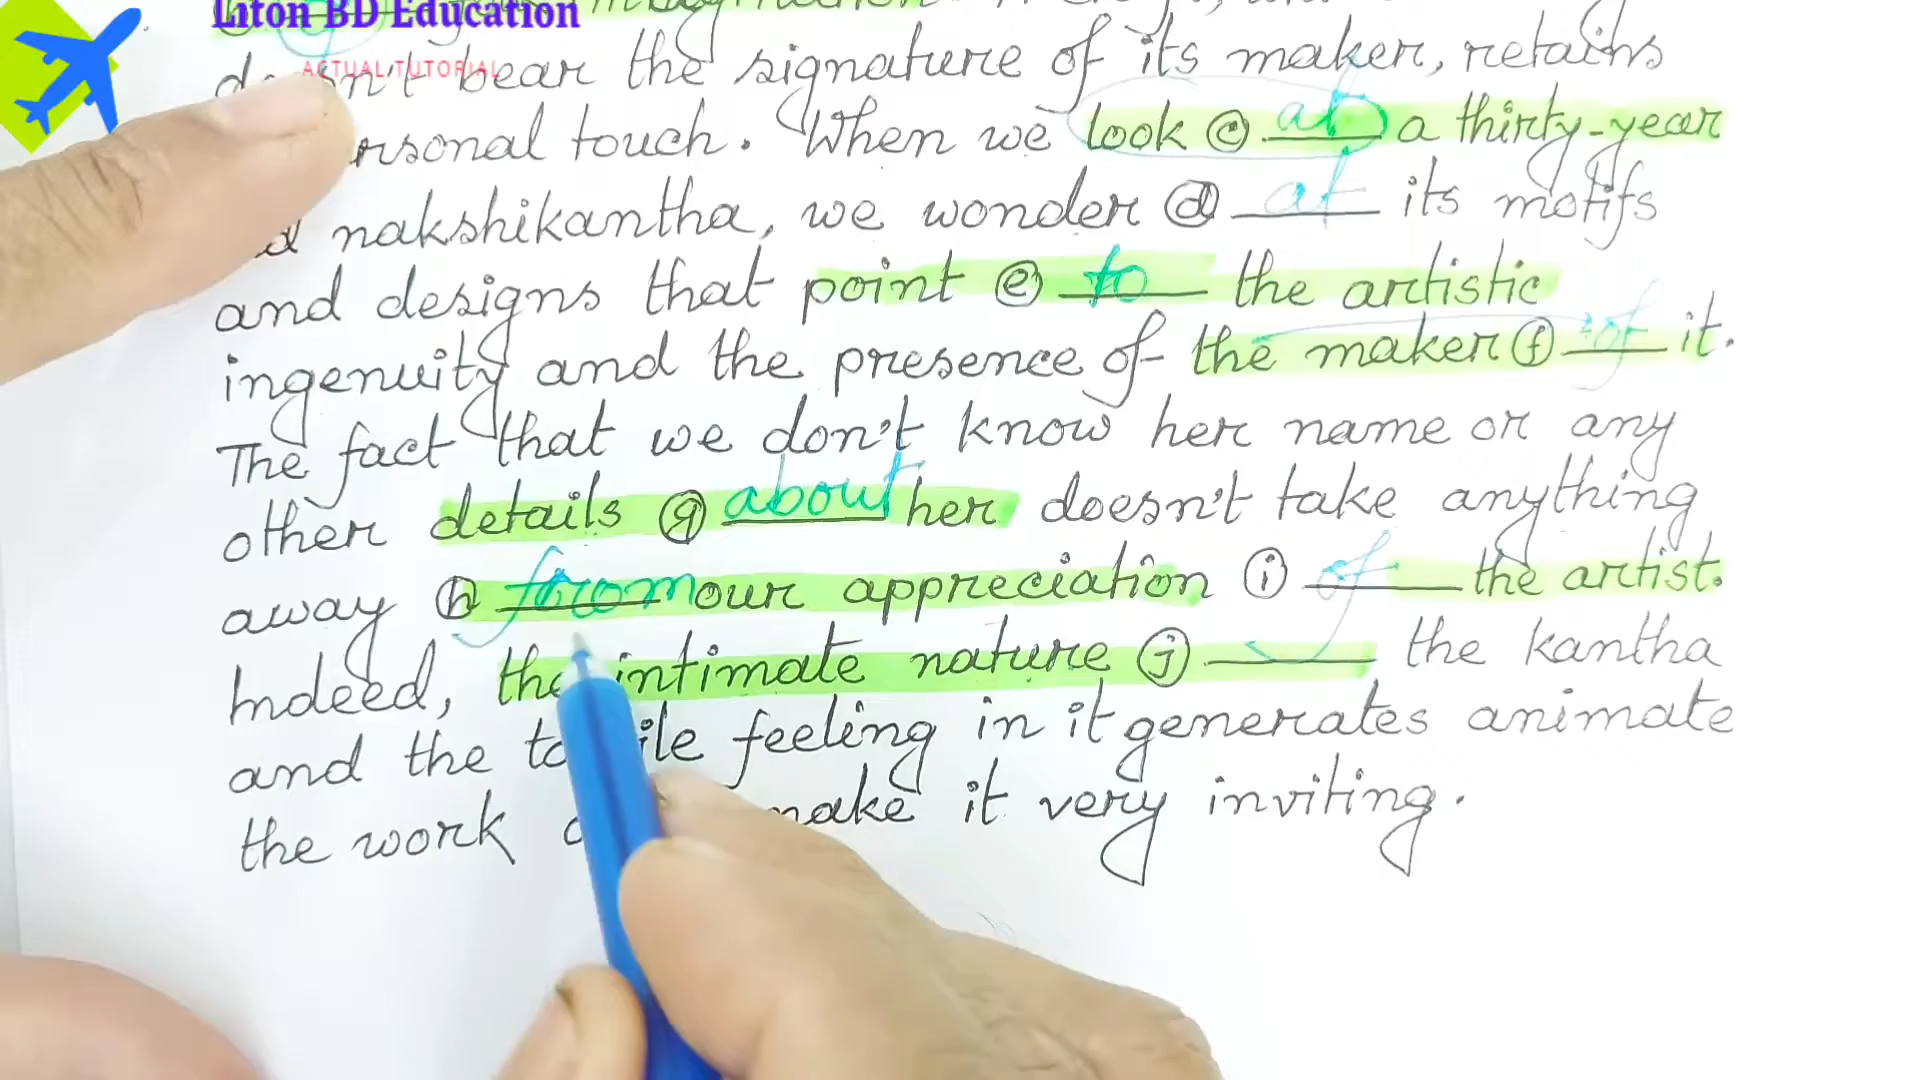 Liton BD Education
ACTUAL TUTORIAL
bear the signature of its maker, retains
touch. When we look ⓒ at a thirty-year
nakshikantha, we wonder ⓓ at its motifs
and designs that point ⓔ to the artistic
ingenuity and the presence of the maker ⓕ of it.
The fact that we don't know her name or any
other details ⓖ about her doesn't take anything
away ⓗ from our appreciation ⓘ of the artist.
Indeed, the intimate nature ⓙ ____ the kantha
and the feeling in it generates animate
the work make it very inviting.